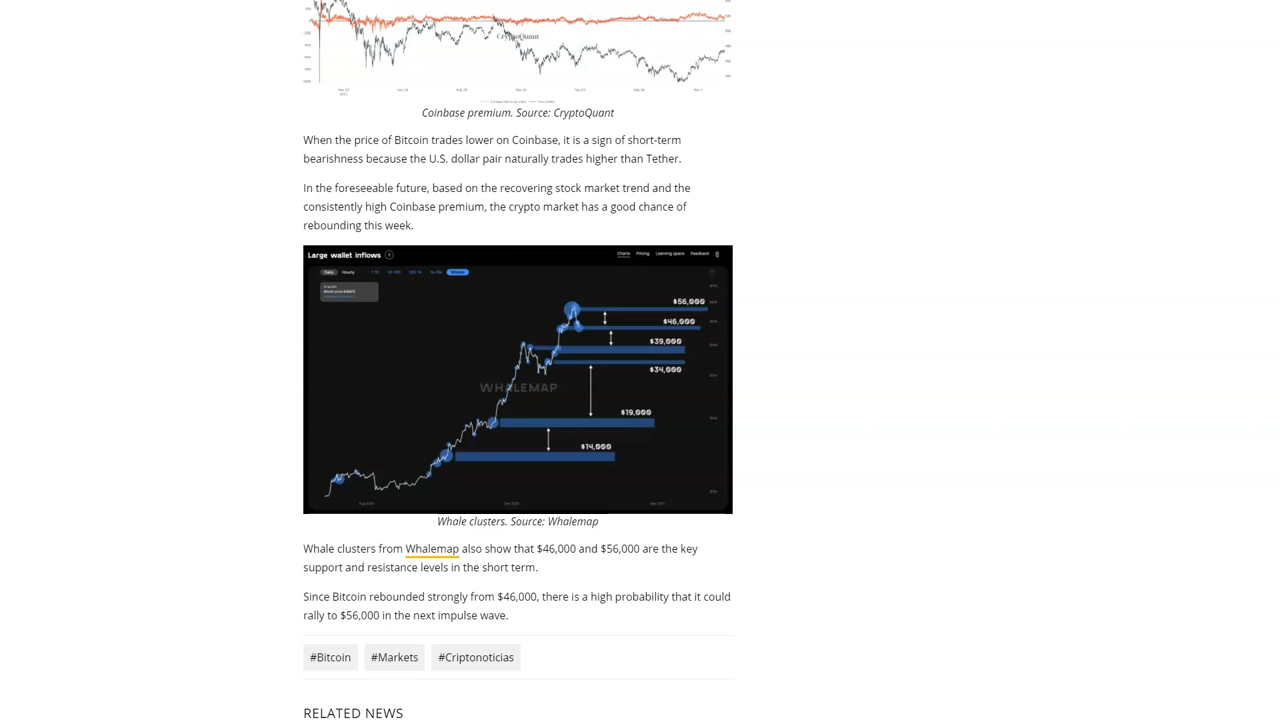 CryptoQuant
Coinbase premium. Source: CryptoQuant
When the price of Bitcoin trades lower on Coinbase, it is a sign of short-term
bearishness because the U.S. dollar pair naturally trades higher than Tether.
In the foreseeable future, based on the recovering stock market trend and the
consistently high Coinbase premium, the crypto market has a good chance of
rebounding this week.
Large wallet inflows ?
Charts Pricing Learning space Feedback
Daily Hourly
$56,000
$46,000
$39,000
$34,000
WHALEMAP
$19,000
$14,000
Whale clusters. Source: Whalemap
Whale clusters from Whalemap also show that $46,000 and $56,000 are the key
support and resistance levels in the short term.
Since Bitcoin rebounded strongly from $46,000, there is a high probability that it could
rally to $56,000 in the next impulse wave.
#Bitcoin #Markets #Criptonoticias
RELATED NEWS